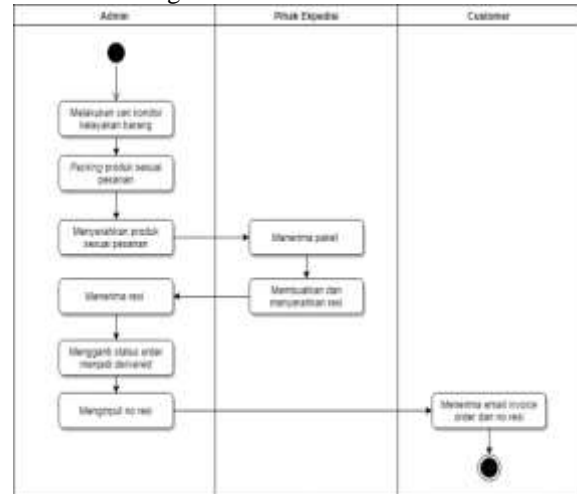 Admin
Pihak Ekpedisi
Customer
Melakukan cek kondisi
kelayakan barang
Packing produk sesuai
pesanan
Menyerahkan produk
sesuai pesanan
Menerima paket
Menerima resi
Membuatkan dan
menyerahkan resi
Mengganti status order
menjadi delivered
Menginput no resi
Menerima email invoice
order dan no resi